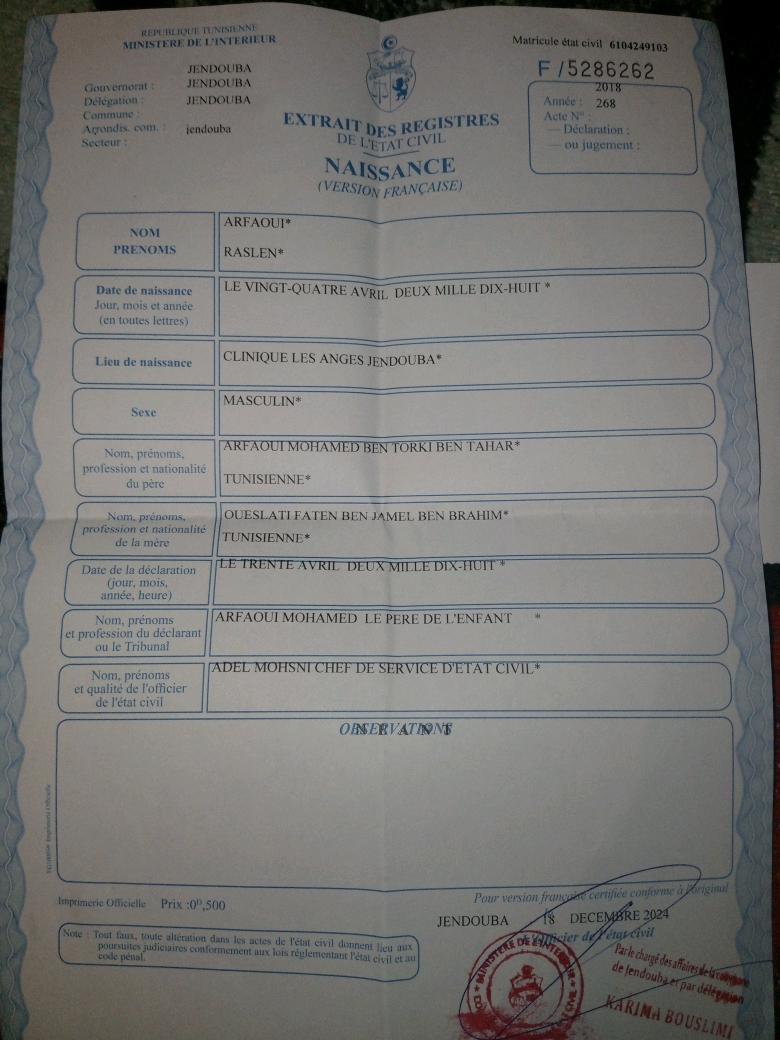 REPUBLIQUE TUNISIENNE
MINISTERE DE L'INTERIEUR
Matricule état civil 6104249103
F/5286262
JENDOUBA
Gouvernorat : JENDOUBA
Délégation : JENDOUBA
Commune :
Arrondis. com. : jendouba
Secteur :
2018
Année : 268
Acte N° :
— Déclaration :
— ou jugement :
EXTRAIT DES REGISTRES
DE L'ETAT CIVIL
NAISSANCE
(VERSION FRANÇAISE)
NOM
PRENOMS
ARFAOUI*
RASLEN*
Date de naissance
Jour, mois et année
(en toutes lettres)
LE VINGT-QUATRE AVRIL DEUX MILLE DIX-HUIT *
Lieu de naissance
CLINIQUE LES ANGES JENDOUBA*
Sexe
MASCULIN*
Nom, prénoms,
profession et nationalité
du père
ARFAOUI MOHAMED BEN TORKI BEN TAHAR*
TUNISIENNE*
Nom, prénoms,
profession et nationalité
de la mère
OUESLATI FATEN BEN JAMEL BEN BRAHIM*
TUNISIENNE*
Date de la déclaration
(jour, mois,
année, heure)
LE TRENTE AVRIL DEUX MILLE DIX-HUIT *
Nom, prénoms
et profession du déclarant
ou le Tribunal
ARFAOUI MOHAMED LE PERE DE L'ENFANT *
Nom, prénoms
et qualité de l'officier
de l'état civil
ADEL MOHSNI CHEF DE SERVICE D'ETAT CIVIL*
OBSERVATIONS
N E A N T
Imprimerie Officielle
Imprimerie Officielle Prix :0ᴰ,500
Pour version française certifiée conforme à l'original
JENDOUBA 18 DECEMBRE 2024
L'Officier de l'état civil
Note : Tout faux, toute altération dans les actes de l'état civil donnent lieu aux
poursuites judiciaires conformement aux lois réglementant l'état civil et au
code pénal.
MINISTERE DE L'INTERIEUR
Par le chargé des affaires de la commune
de Jendouba et par délégation
KARIMA BOUSLIMI